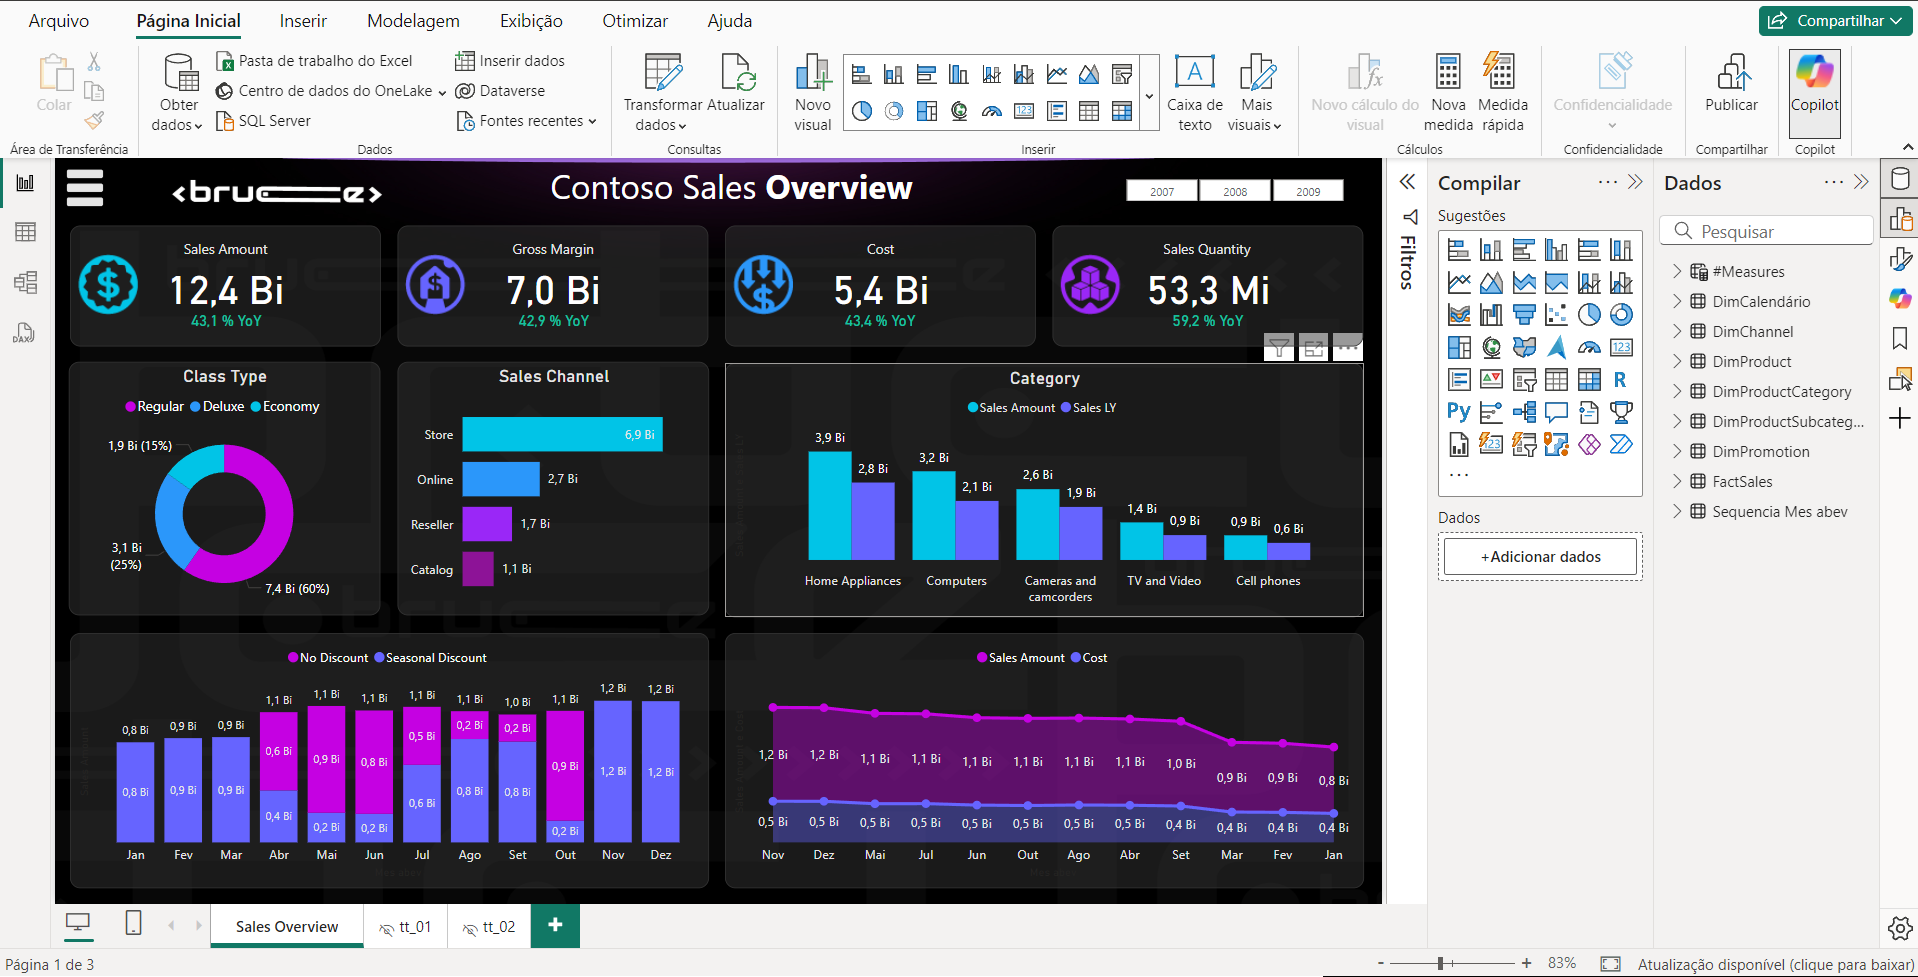 Arquivo Página Inicial Inserir Modelagem Exibição Otimizar Ajuda Compartilhar
Colar
Área de Transferência
Obter dados
Pasta de trabalho do Excel
Centro de dados do OneLake
SQL Server
Inserir dados
Dataverse
Fontes recentes
Dados
Transformar dados
Atualizar
Consultas
Novo visual
Caixa de texto
Mais visuais
Inserir
Novo cálculo do visual
Nova medida
Medida rápida
Cálculos
Confidencialidade
Confidencialidade
Publicar
Compartilhar
Copilot
Copilot
<bruce>
Contoso Sales Overview
2007 2008 2009
Sales Amount
12,4 Bi
43,1 % YoY
Gross Margin
7,0 Bi
42,9 % YoY
Cost
5,4 Bi
43,4 % YoY
Sales Quantity
53,3 Mi
59,2 % YoY
Class Type
Regular Deluxe Economy
1,9 Bi (15%)
3,1 Bi
(25%)
7,4 Bi (60%)
Sales Channel
Store 6,9 Bi
Online 2,7 Bi
Reseller 1,7 Bi
Catalog 1,1 Bi
Category
Sales Amount Sales LY
3,9 Bi 2,8 Bi 3,2 Bi 2,1 Bi 2,6 Bi 1,9 Bi 1,4 Bi 0,9 Bi 0,9 Bi 0,6 Bi
Home Appliances Computers Cameras and camcorders TV and Video Cell phones
No Discount Seasonal Discount
0,8 Bi 0,9 Bi 0,9 Bi 1,1 Bi 1,1 Bi 1,1 Bi 1,1 Bi 1,1 Bi 1,0 Bi 1,1 Bi 1,2 Bi 1,2 Bi
0,6 Bi 0,9 Bi 0,8 Bi 0,5 Bi 0,2 Bi 0,2 Bi 0,9 Bi
0,8 Bi 0,9 Bi 0,9 Bi 0,4 Bi 0,2 Bi 0,2 Bi 0,6 Bi 0,8 Bi 0,8 Bi 0,2 Bi 1,2 Bi 1,2 Bi
Jan Fev Mar Abr Mai Jun Jul Ago Set Out Nov Dez
Sales Amount Cost
1,2 Bi 1,2 Bi 1,1 Bi 1,1 Bi 1,1 Bi 1,1 Bi 1,1 Bi 1,1 Bi 1,0 Bi 0,9 Bi 0,9 Bi 0,8 Bi
0,5 Bi 0,5 Bi 0,5 Bi 0,5 Bi 0,5 Bi 0,5 Bi 0,5 Bi 0,5 Bi 0,4 Bi 0,4 Bi 0,4 Bi 0,4 Bi
Nov Dez Mai Jul Jun Out Ago Abr Set Mar Fev Jan
Filtros
Compilar
Sugestões
123
R
Py
123
Dados
+Adicionar dados
Dados
Pesquisar
#Measures
DimCalendário
DimChannel
DimProduct
DimProductCategory
DimProductSubcateg...
DimPromotion
FactSales
Sequencia Mes abev
DAX
Sales Overview tt_01 tt_02 +
Página 1 de 3
- + 83%
Atualização disponível (clique para baixar)